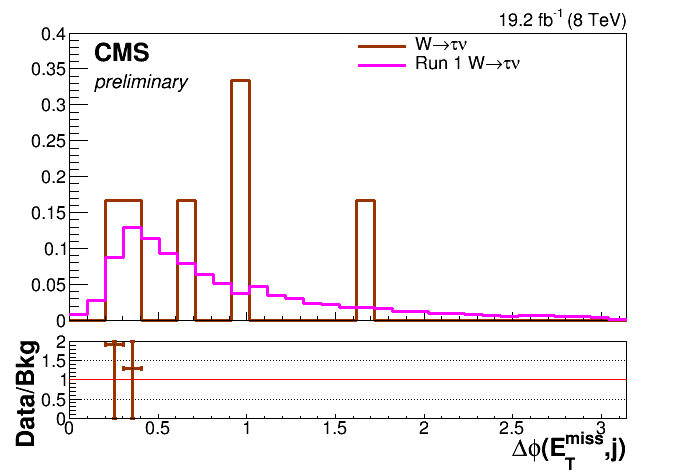 19.2 fb⁻¹ (8 TeV)
CMS
preliminary
W→τν
Run 1 W→τν
0.4
0.35
0.3
0.25
0.2
0.15
0.1
0.05
0
Data/Bkg
2
1.5
1
0.5
0
0 0.5 1 1.5 2 2.5 3
Δϕ(E_T^miss,j)